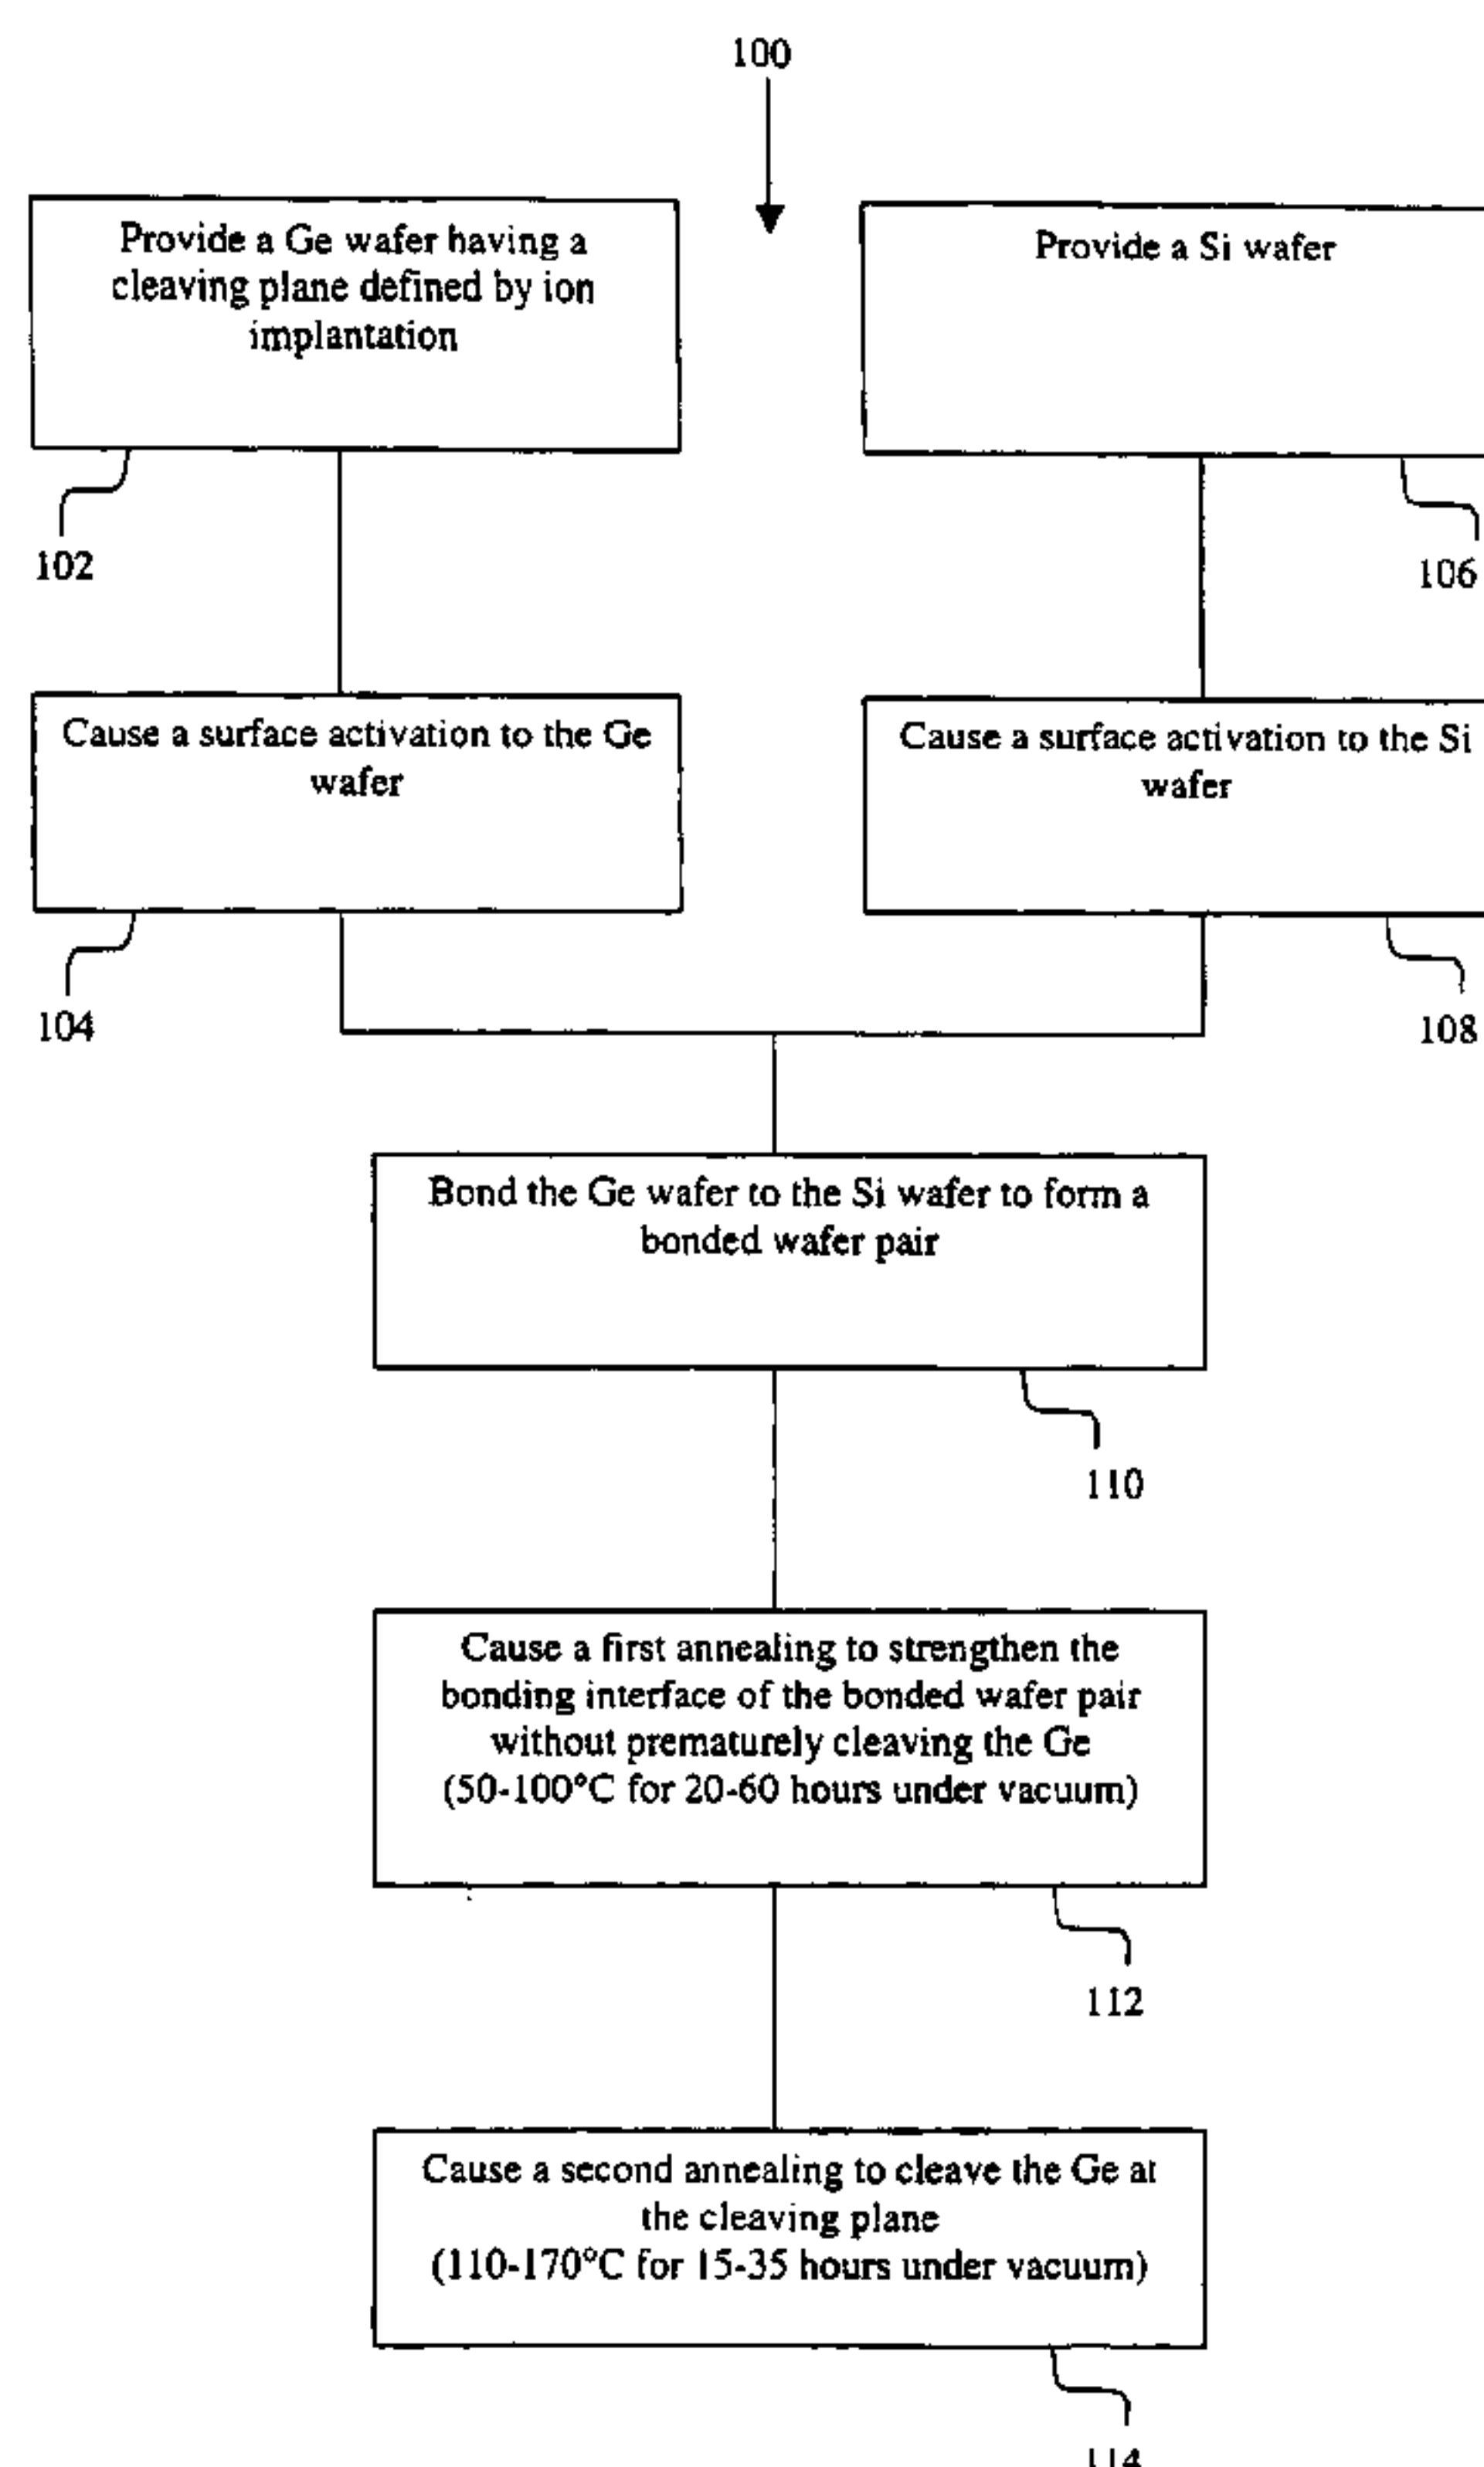 100
Provide a Ge wafer having a
cleaving plane defined by ion
implantation
Provide a Si wafer
102
106
Cause a surface activation to the Ge
wafer
Cause a surface activation to the Si
wafer
104
108
Bond the Ge wafer to the Si wafer to form a
bonded wafer pair
110
Cause a first annealing to strengthen the
bonding interface of the bonded wafer pair
without prematurely cleaving the Ge
(50-100°C for 20-60 hours under vacuum)
112
Cause a second annealing to cleave the Ge at
the cleaving plane
(110-170°C for 15-35 hours under vacuum)
114